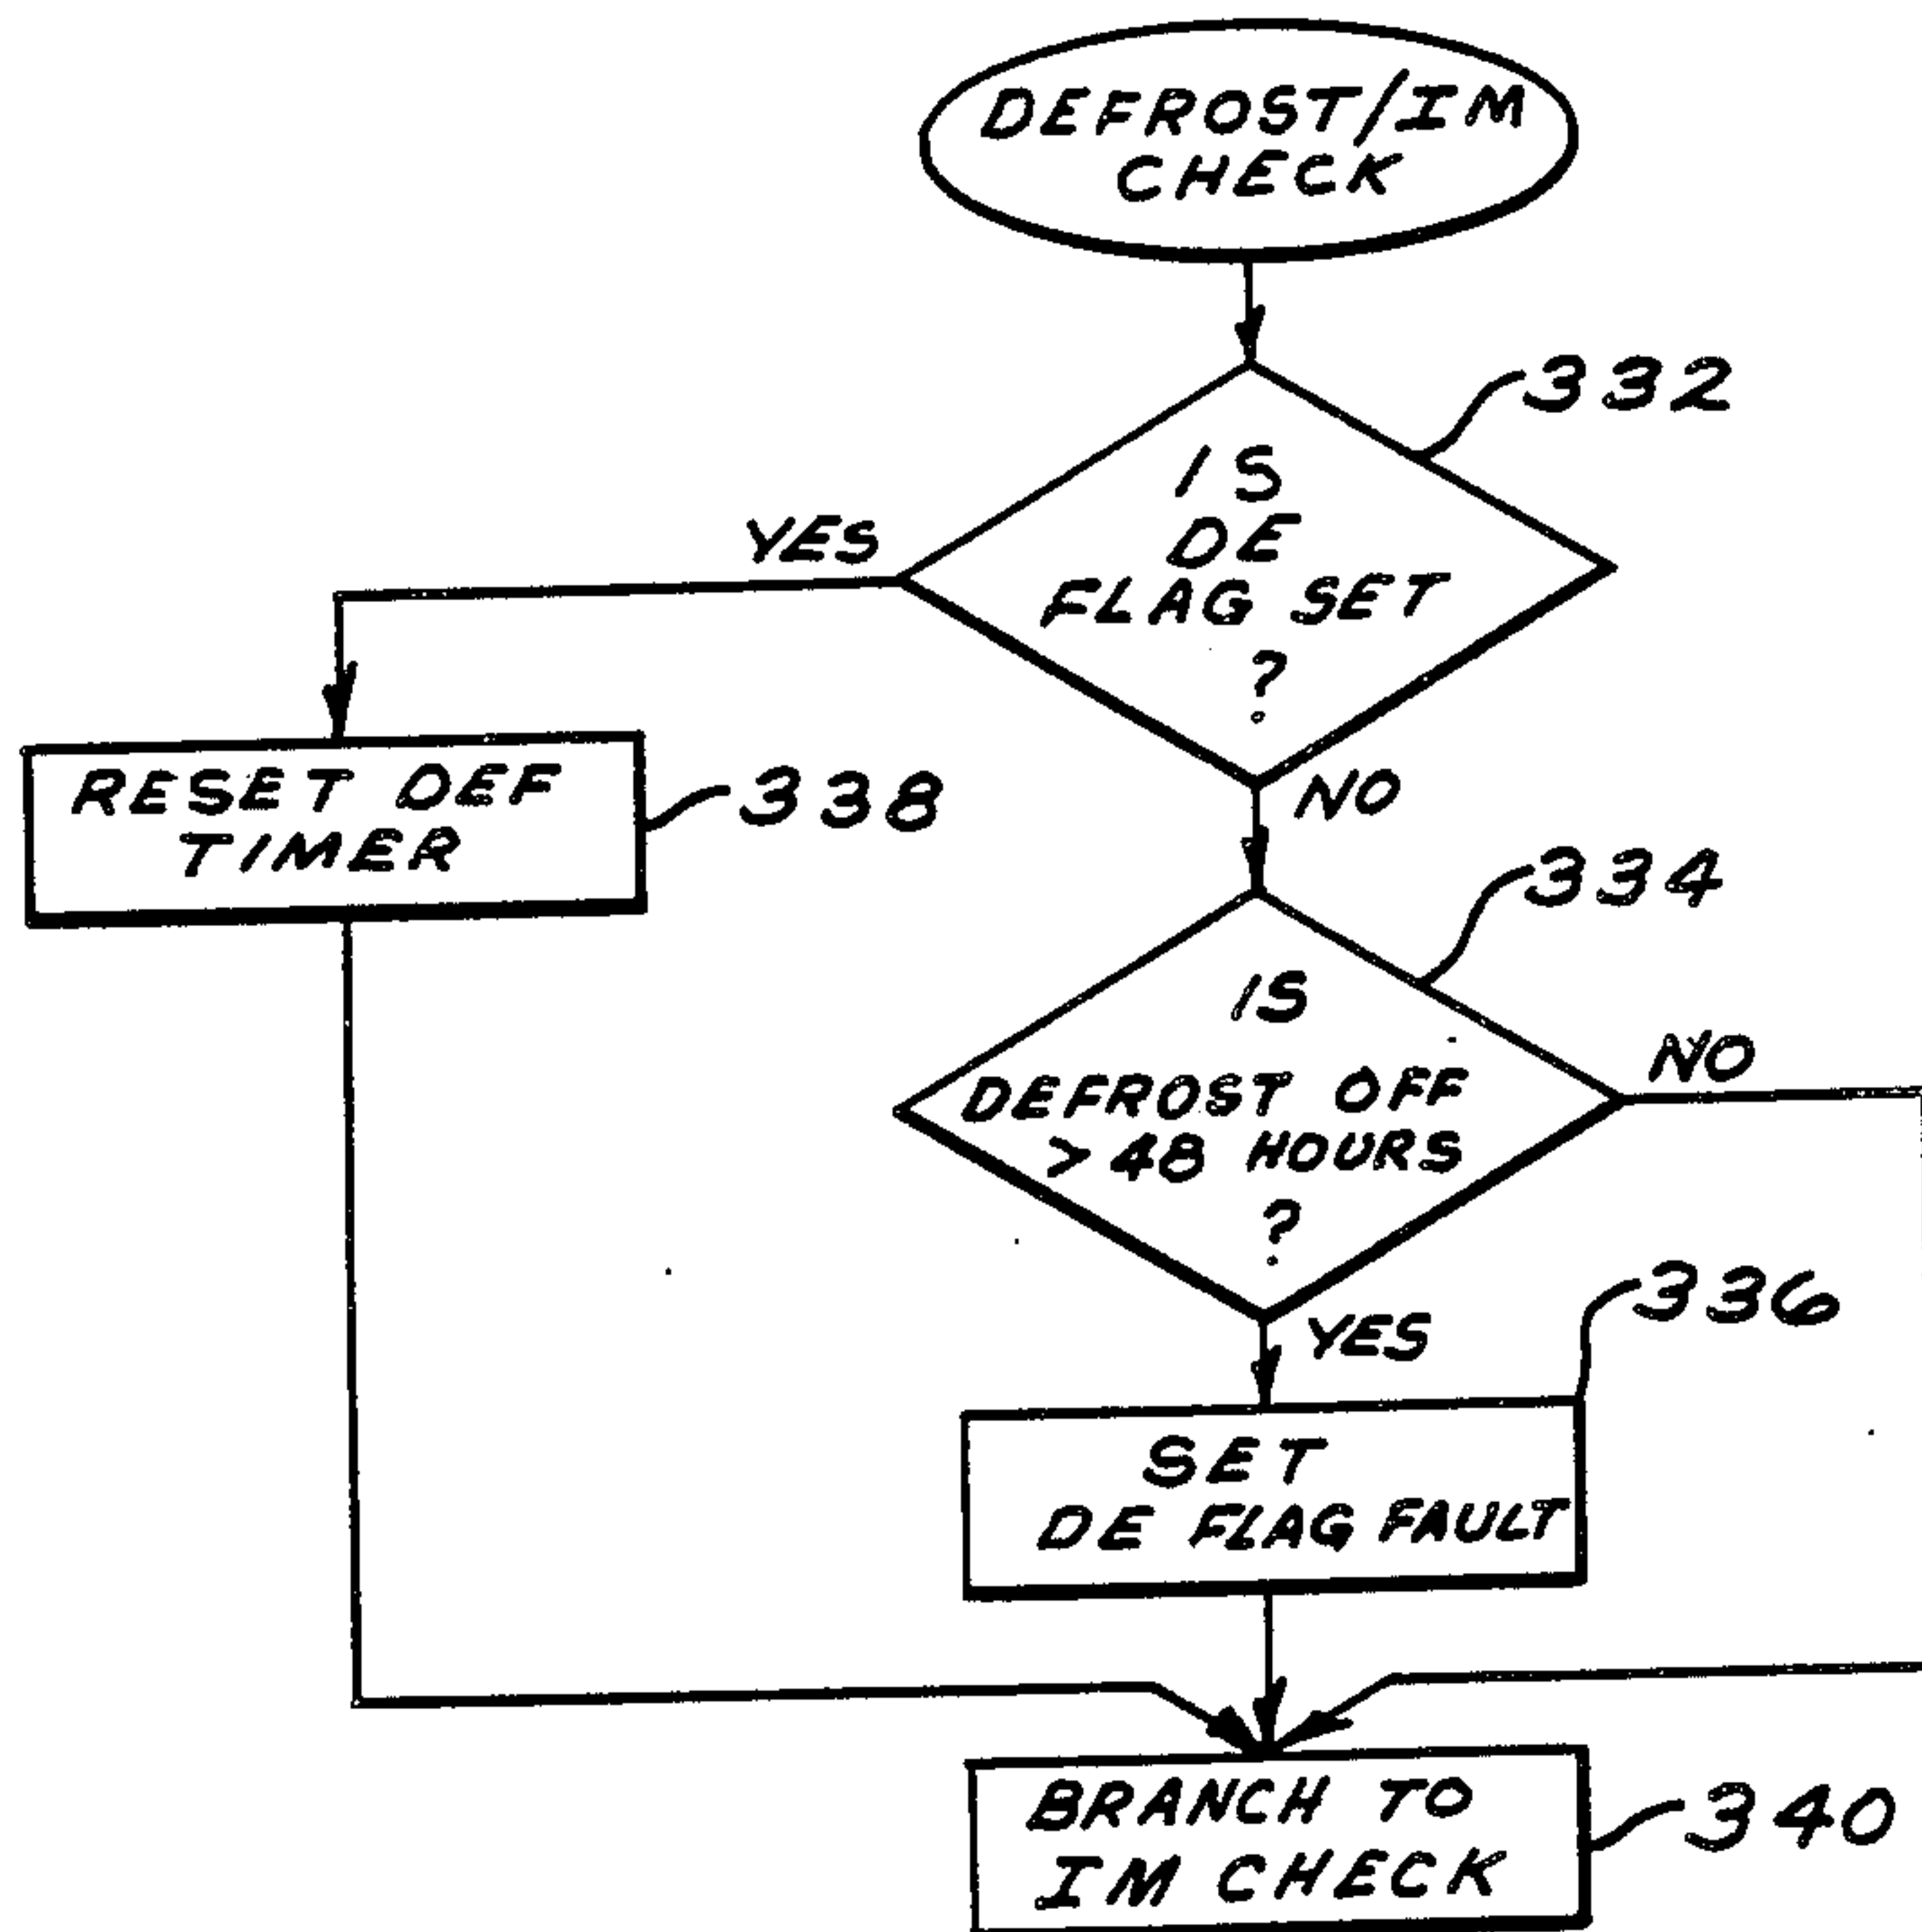 DEFROST/IM
CHECK
332
IS
DE
FLAG SET
?
YES
NO
RESET DEF
TIMER
338
334
IS
DEFROST OFF
> 48 HOURS
?
NO
YES
336
SET
DE FLAG FAULT
BRANCH TO
IM CHECK
340